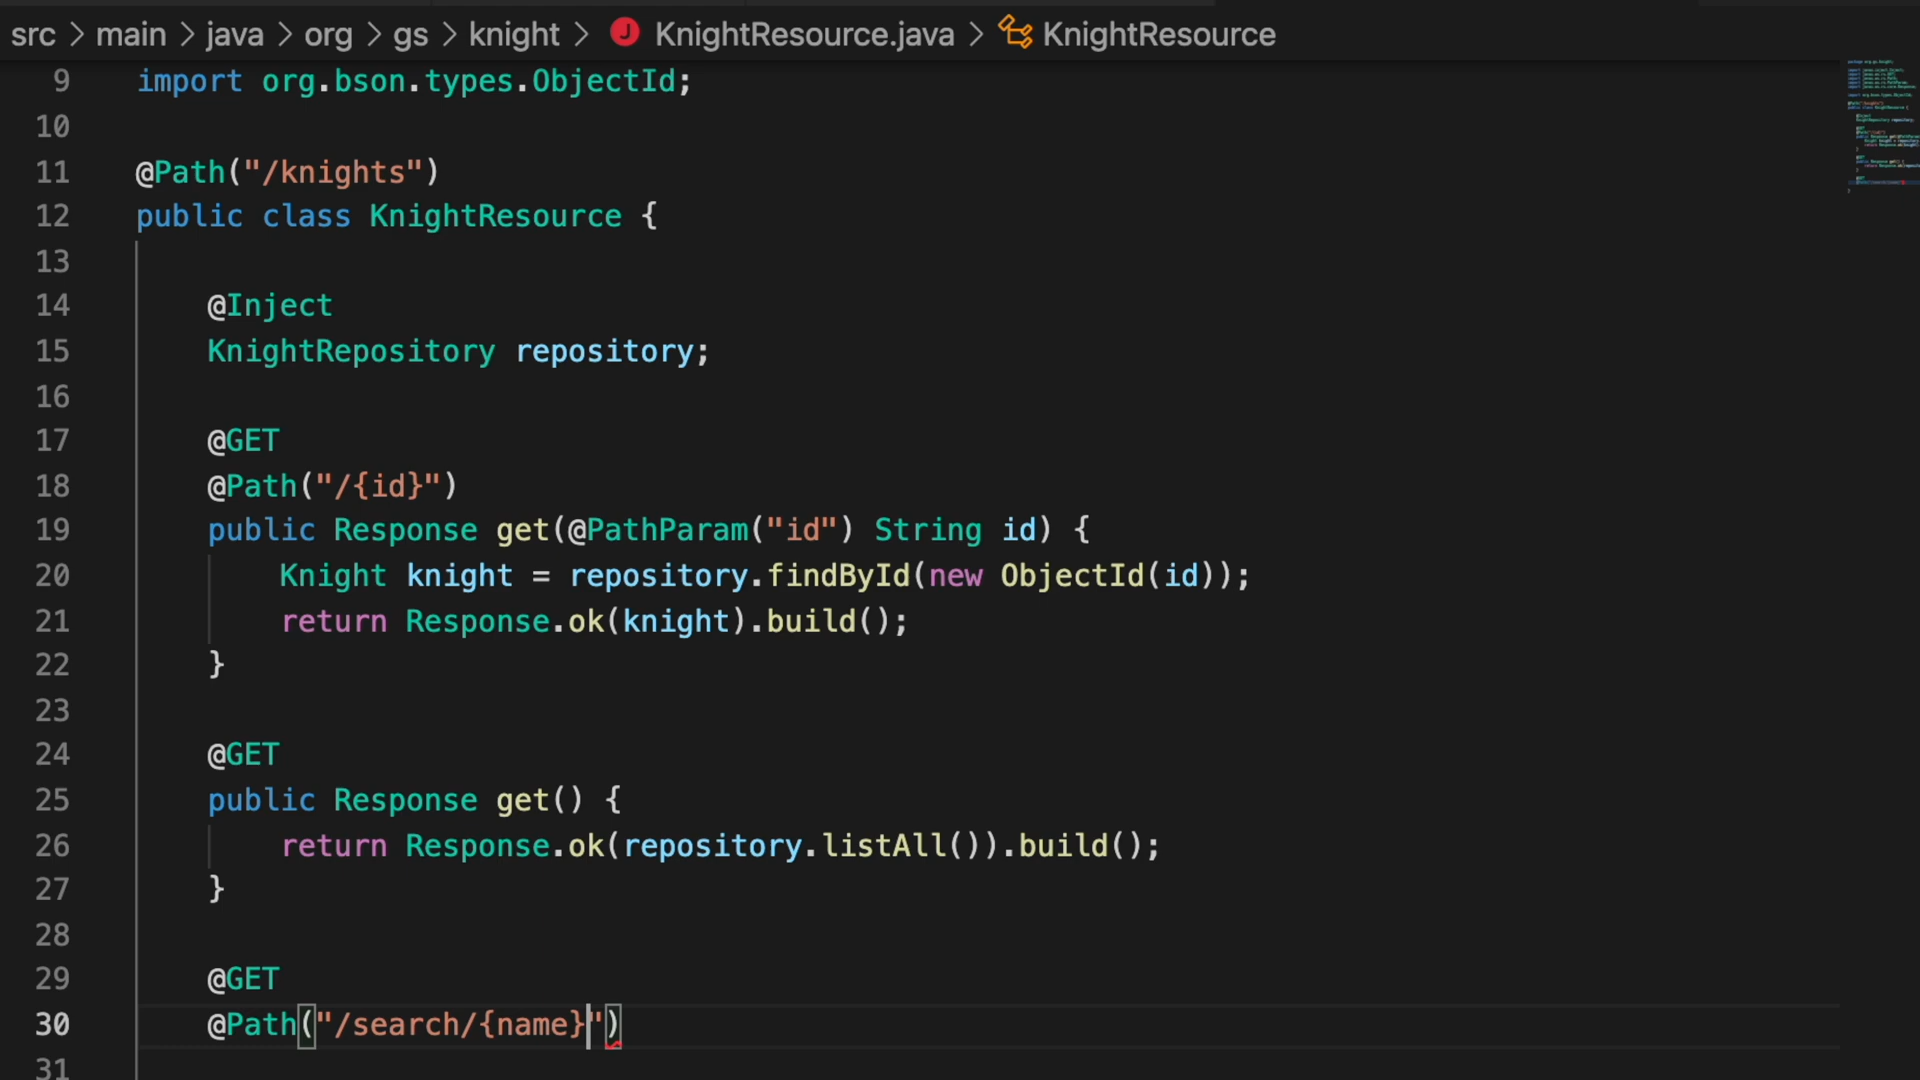 src > main > java > org > gs > knight > J KnightResource.java > KnightResource
9 import org.bson.types.ObjectId;
10
11 @Path("/knights")
12 public class KnightResource {
13
14 @Inject
15 KnightRepository repository;
16
17 @GET
18 @Path("/{id}")
19 public Response get(@PathParam("id") String id) {
20 Knight knight = repository.findById(new ObjectId(id));
21 return Response.ok(knight).build();
22 }
23
24 @GET
25 public Response get() {
26 return Response.ok(repository.listAll()).build();
27 }
28
29 @GET
30 @Path("/search/{name}")
31